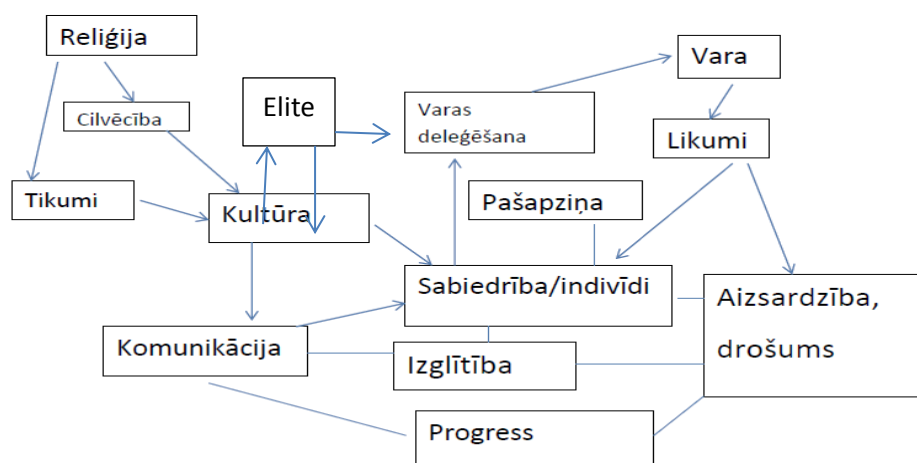 Reliģija
Vara
Elite
Cilvēcība
Varas
deleģēšana
Likumi
Tikumi
Kultūra
Pašapziņa
Sabiedrība/indivīdi
Aizsardzība,
drošums
Komunikācija
Izglītība
Progress